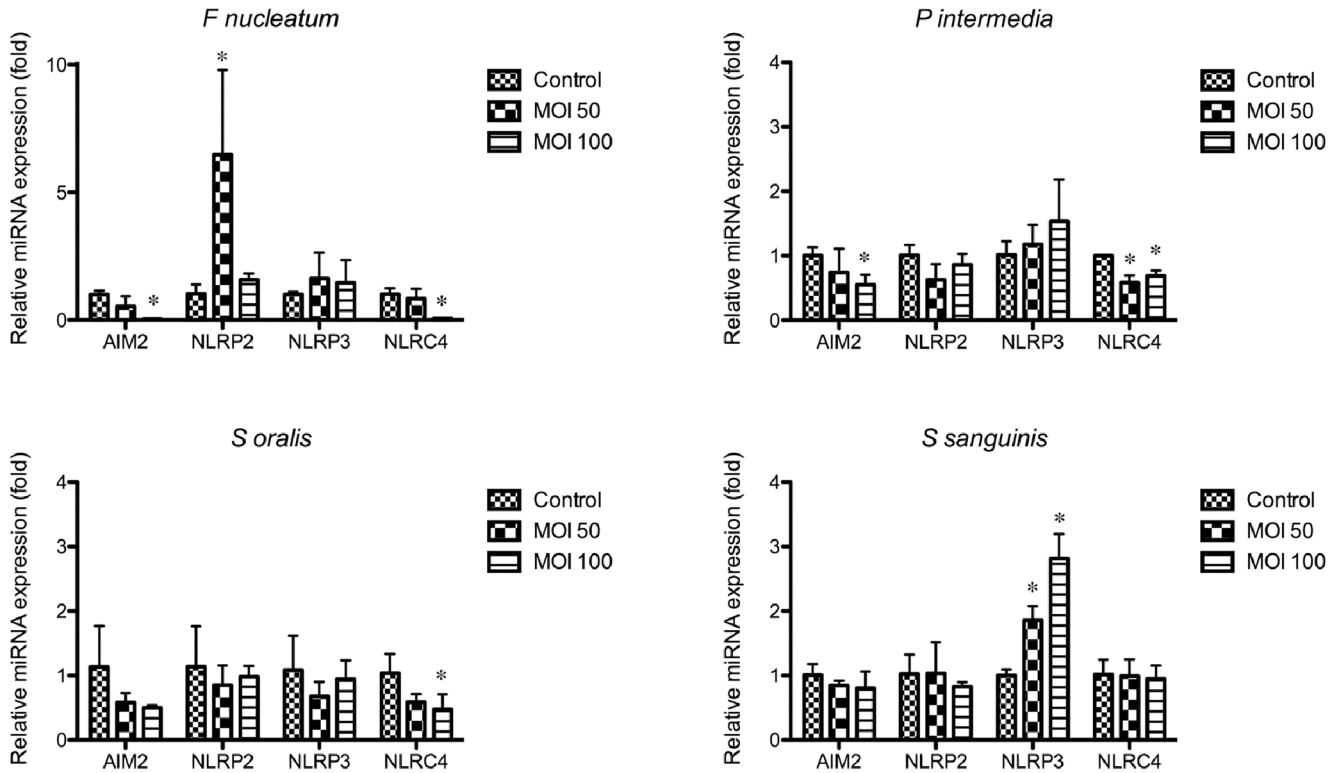 F nucleatum
Relative miRNA expression (fold)
10
5
0
*
*
*
AIM2 NLRP2 NLRP3 NLRC4
Control
MOI 50
MOI 100
P intermedia
Relative miRNA expression (fold)
4
3
2
1
0
*
*
*
AIM2 NLRP2 NLRP3 NLRC4
Control
MOI 50
MOI 100
S oralis
Relative miRNA expression (fold)
4
3
2
1
0
*
AIM2 NLRP2 NLRP3 NLRC4
Control
MOI 50
MOI 100
S sanguinis
Relative miRNA expression (fold)
4
3
2
1
0
*
*
AIM2 NLRP2 NLRP3 NLRC4
Control
MOI 50
MOI 100